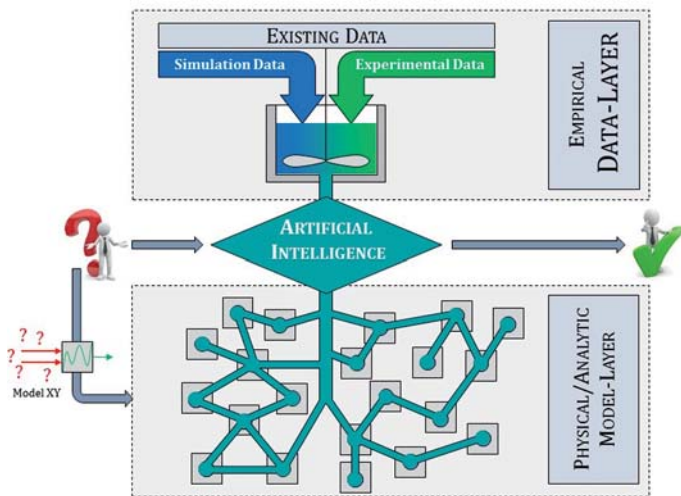 EXISTING DATA
Simulation Data
Experimental Data
EMPIRICAL
DATA-LAYER
ARTIFICIAL
INTELLIGENCE
?
? ?
?
? ?
Model XY
PHYSICAL/ANALYTIC
MODEL-LAYER